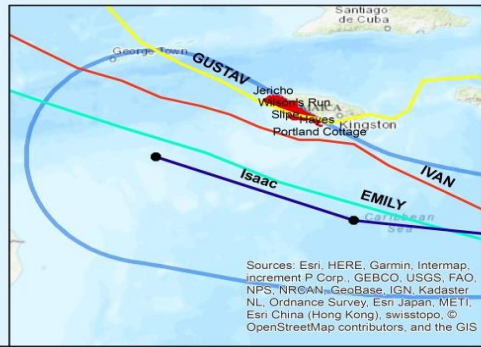 Santiago
de Cuba
George Town
GUSTAV
Jericho
Wilson's Run
Slipe Hayes
Kingston
Portland Cottage
IVAN
Isaac
EMILY
Caribbean
Sea
Sources: Esri, HERE, Garmin, Intermap,
increment P Corp., GEBCO, USGS, FAO,
NPS, NRCAN, GeoBase, IGN, Kadaster
NL, Ordnance Survey, Esri Japan, METI,
Esri China (Hong Kong), swisstopo, ©
OpenStreetMap contributors, and the GIS